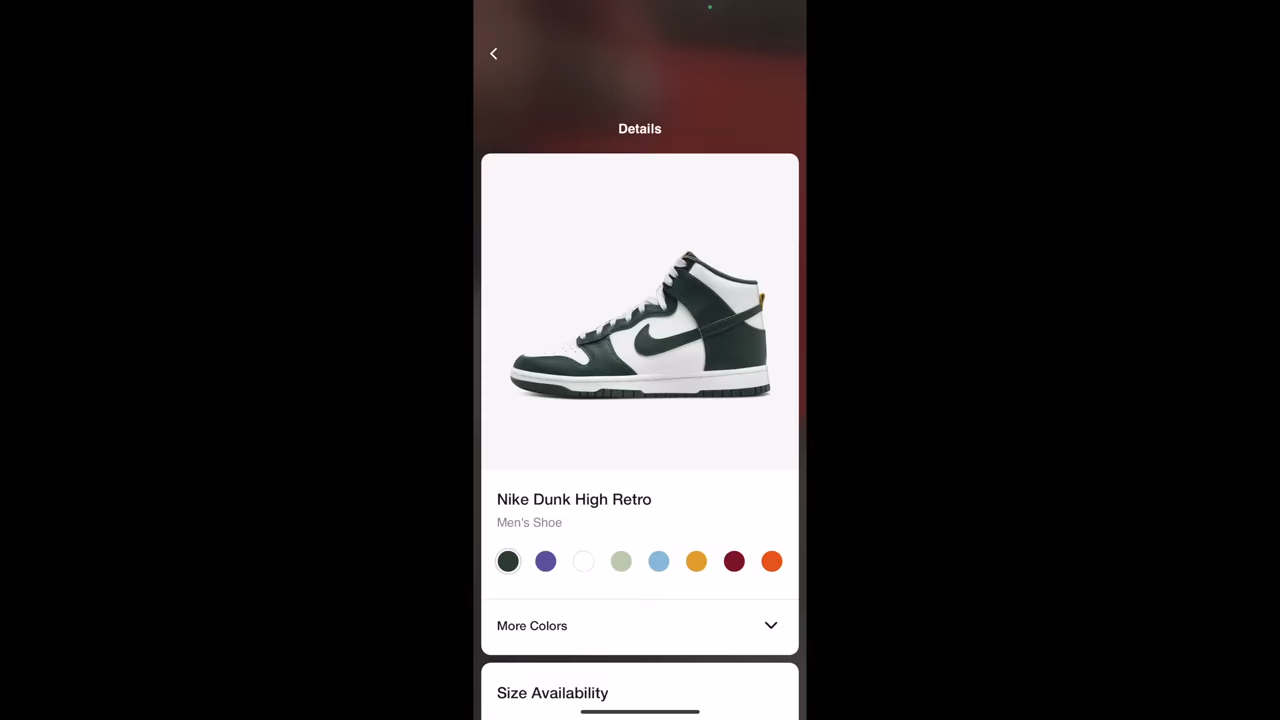 Details
Nike Dunk High Retro
Men's Shoe
More Colors
Size Availability